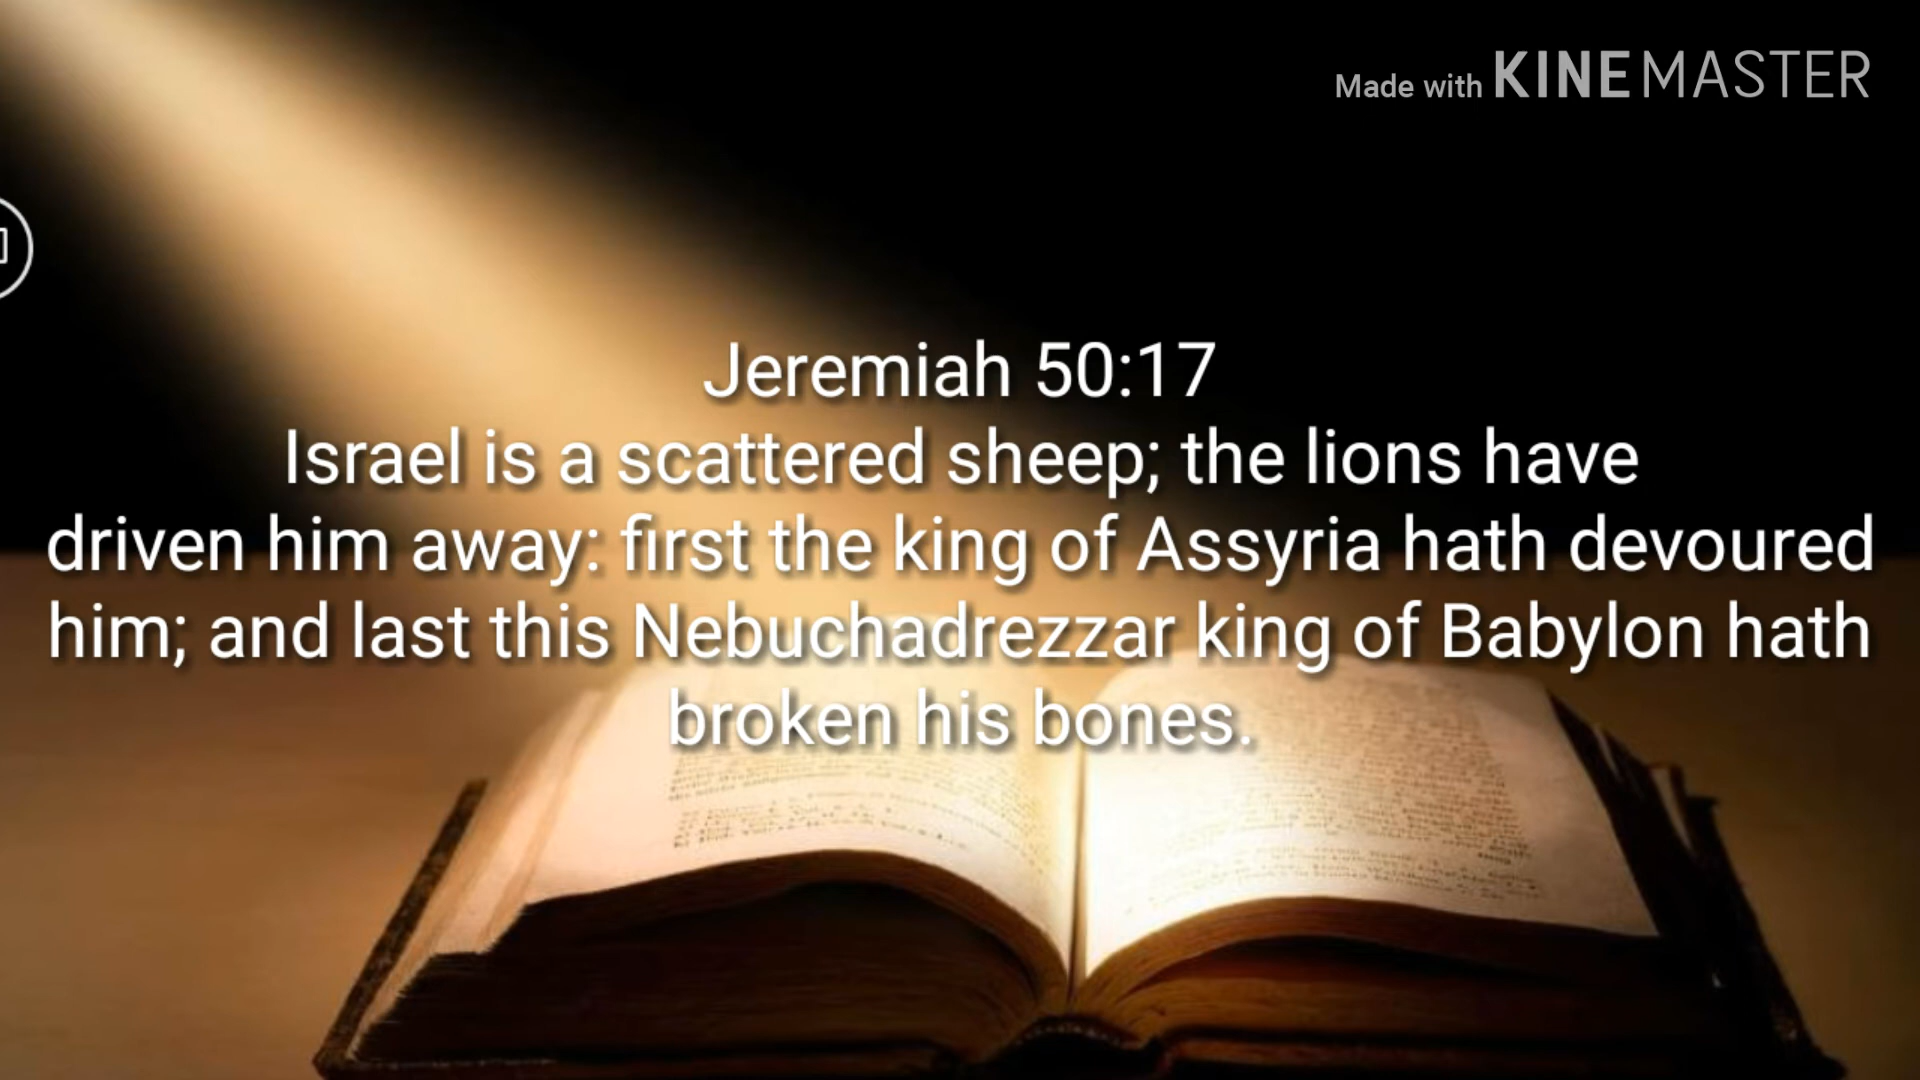 Made with KINEMASTER
Jeremiah 50:17
Israel is a scattered sheep; the lions have
driven him away: first the king of Assyria hath devoured
him; and last this Nebuchadrezzar king of Babylon hath
broken his bones.